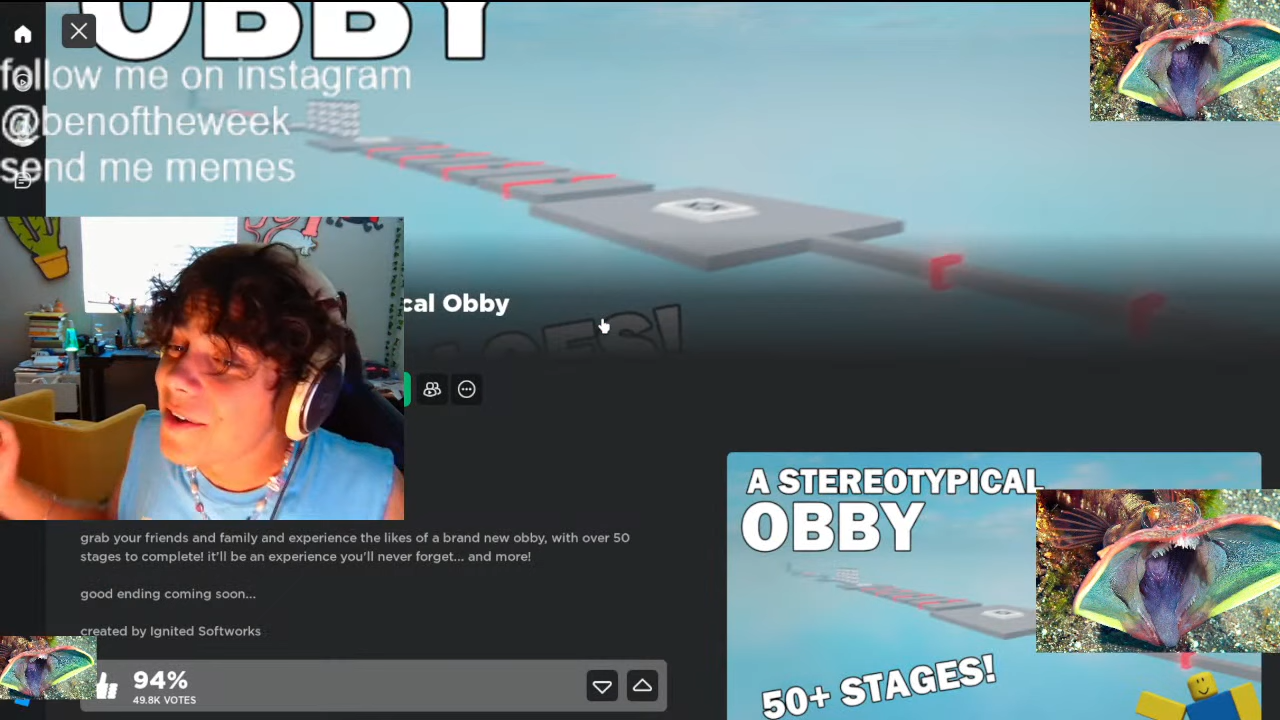 OBBY
follow me on instagram
@benoftheweek
send me memes
cal Obby
STAGES!
grab your friends and family and experience the likes of a brand new obby, with over 50
stages to complete! it'll be an experience you'll never forget... and more!
good ending coming soon...
created by Ignited Softworks
94%
49.8K VOTES
A STEREOTYPICAL
OBBY
50+ STAGES!